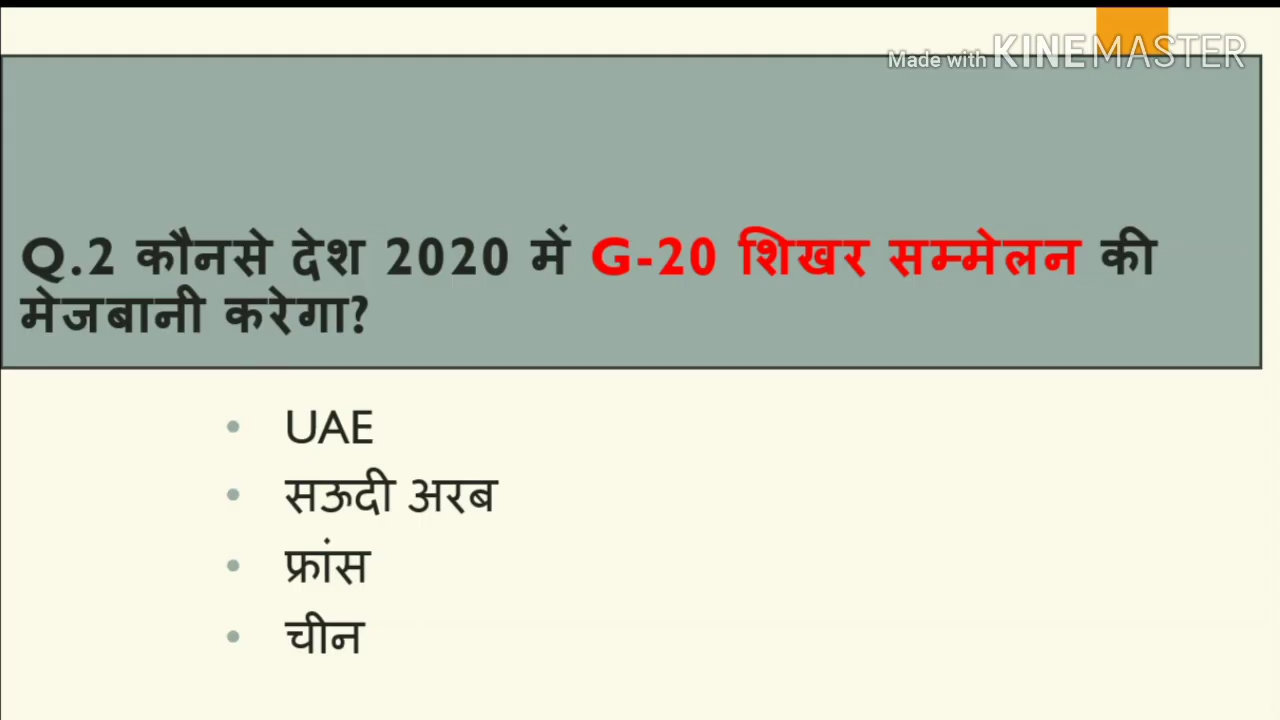 Made with KINEMASTER
Q.2 कौनसे देश 2020 में G-20 शिखर सम्मेलन की
मेजबानी करेगा?
UAE
सऊदी अरब
फ्रांस
चीन